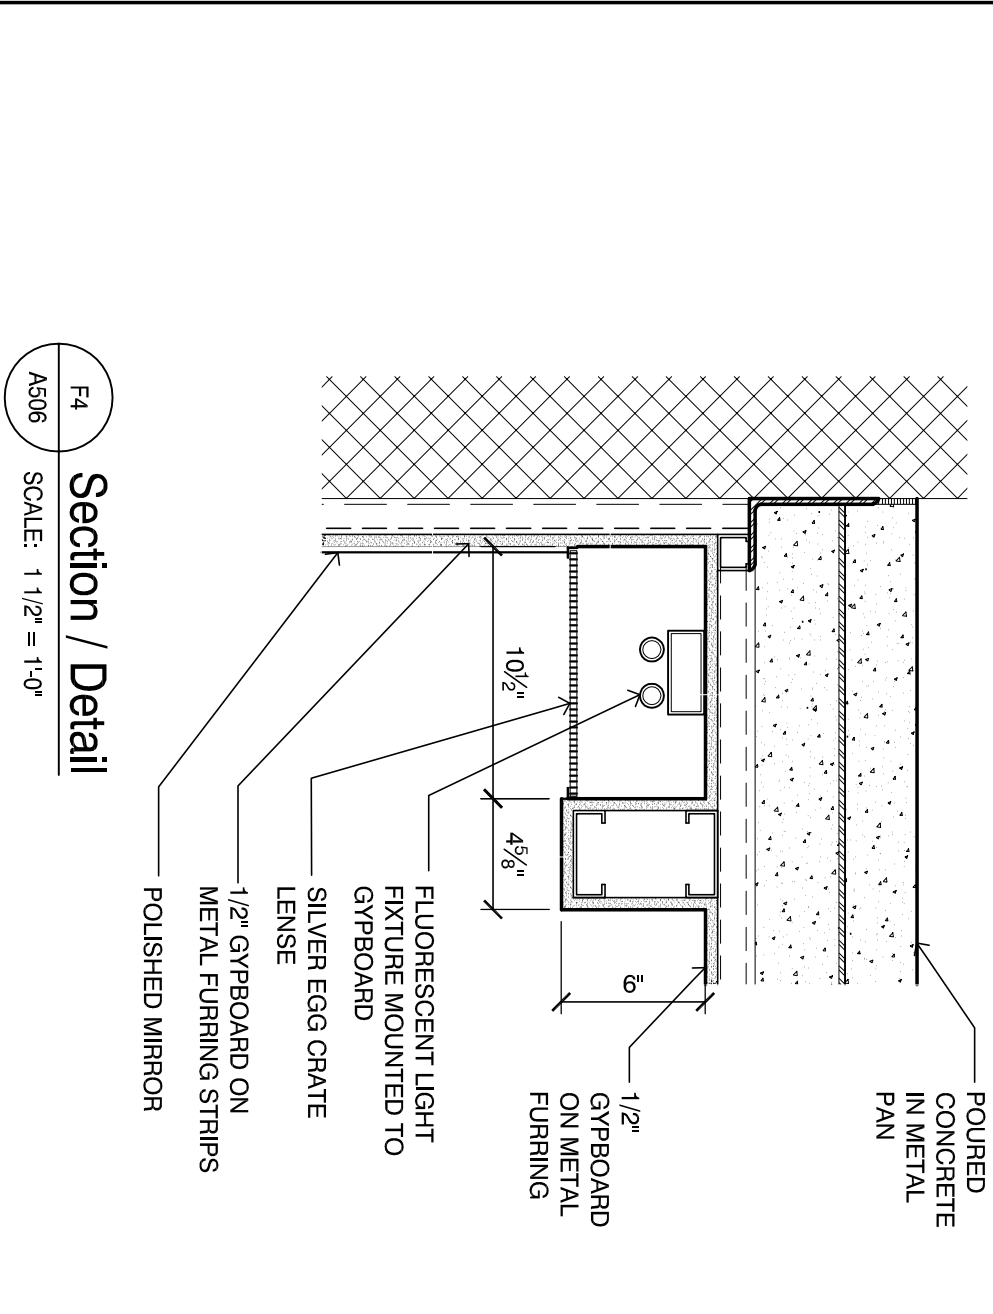 POURED
CONCRETE
IN METAL
PAN
1/2"
GYPBOARD
ON METAL
FURRING
6"
10½"
4⅝"
FLUORESCENT LIGHT
FIXTURE MOUNTED TO
GYPBOARD
SILVER EGG CRATE
LENSE
1/2" GYPBOARD ON
METAL FURRING STRIPS
POLISHED MIRROR
F4
A506
Section / Detail
SCALE: 1 1/2" = 1'-0"